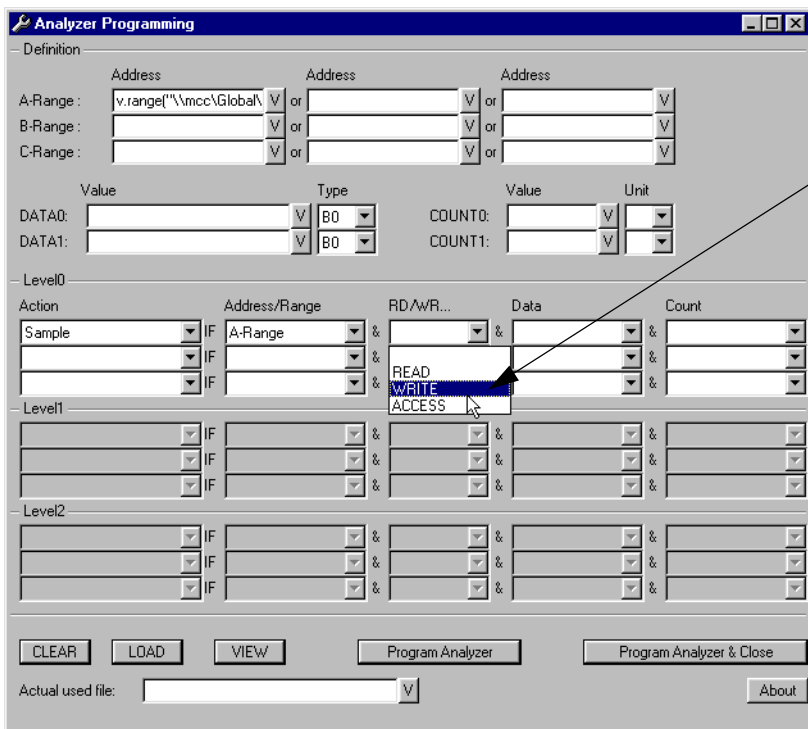 Analyzer Programming
Definition
Address Address Address
A-Range : v.range("\\mcc\Global\ V or V or V
B-Range : V or V or V
C-Range : V or V or V
Value Type Value Unit
DATA0: V B0 COUNT0: V
DATA1: V B0 COUNT1: V
Level0
Action Address/Range RD/WR... Data Count
Sample IF A-Range & & &
IF & &
READ
IF & &
WRITE
ACCESS
Level1
IF & & &
IF & & &
IF & & &
Level2
IF & & &
IF & & &
IF & & &
CLEAR LOAD VIEW Program Analyzer Program Analyzer & Close
Actual used file: V About